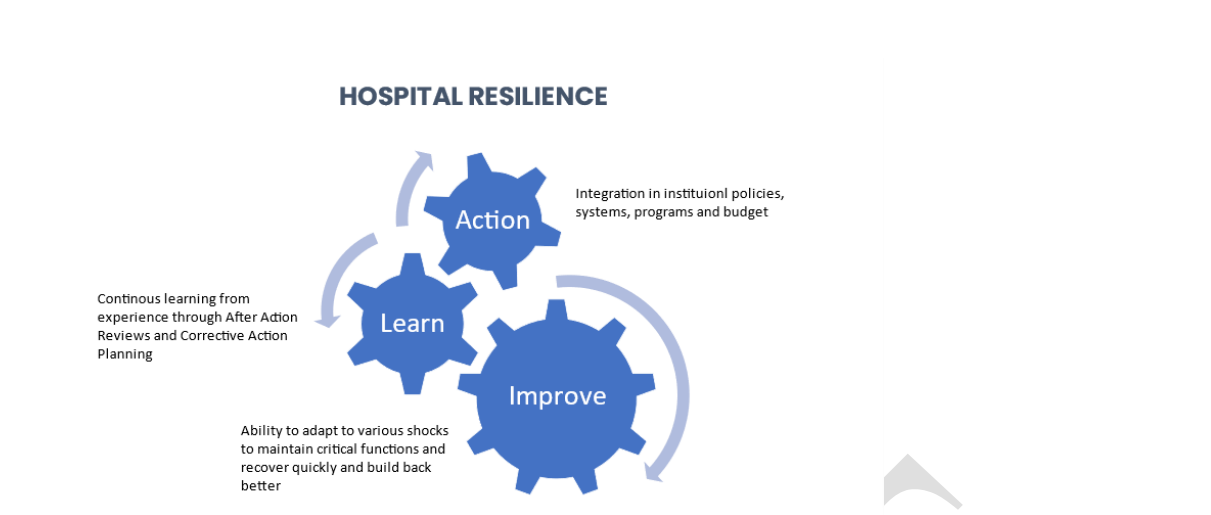 HOSPITAL RESILIENCE
Action
Integration in instituionl policies,
systems, programs and budget
Learn
Continous learning from
experience through After Action
Reviews and Corrective Action
Planning
Improve
Ability to adapt to various shocks
to maintain critical functions and
recover quickly and build back
better